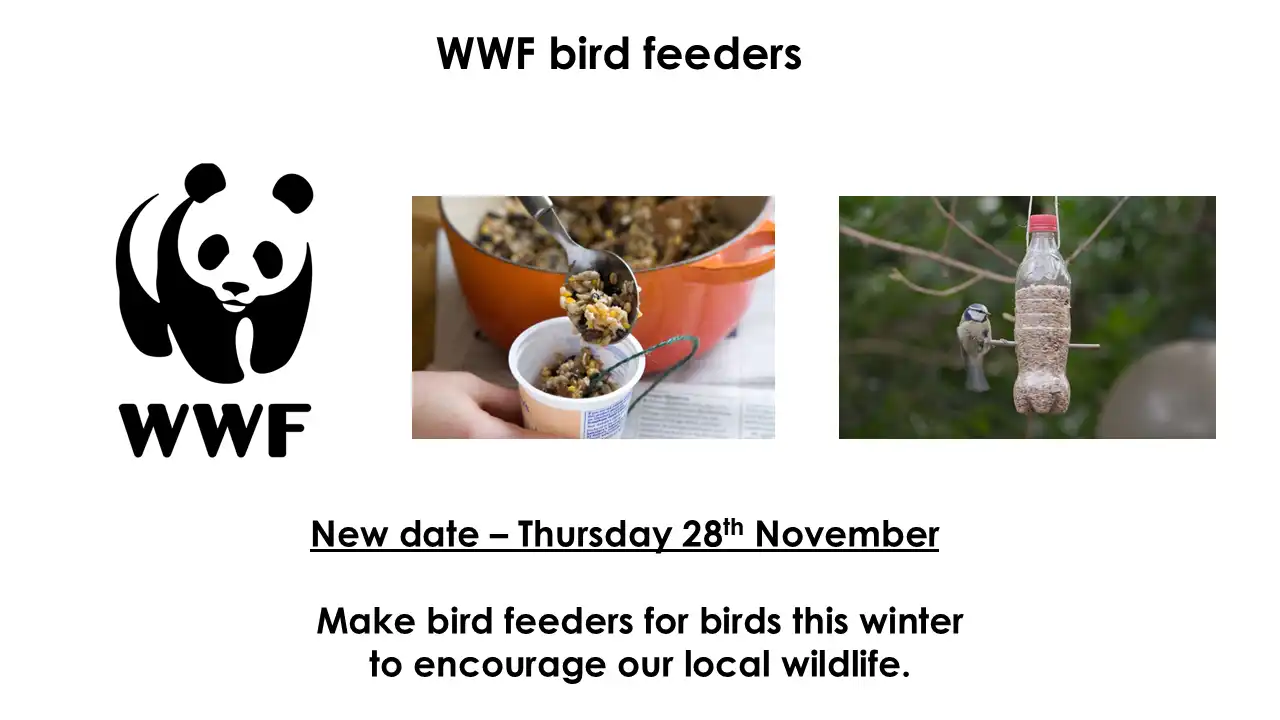 WWF bird feeders
WWF
New date – Thursday 28th November
Make bird feeders for birds this winter
to encourage our local wildlife.